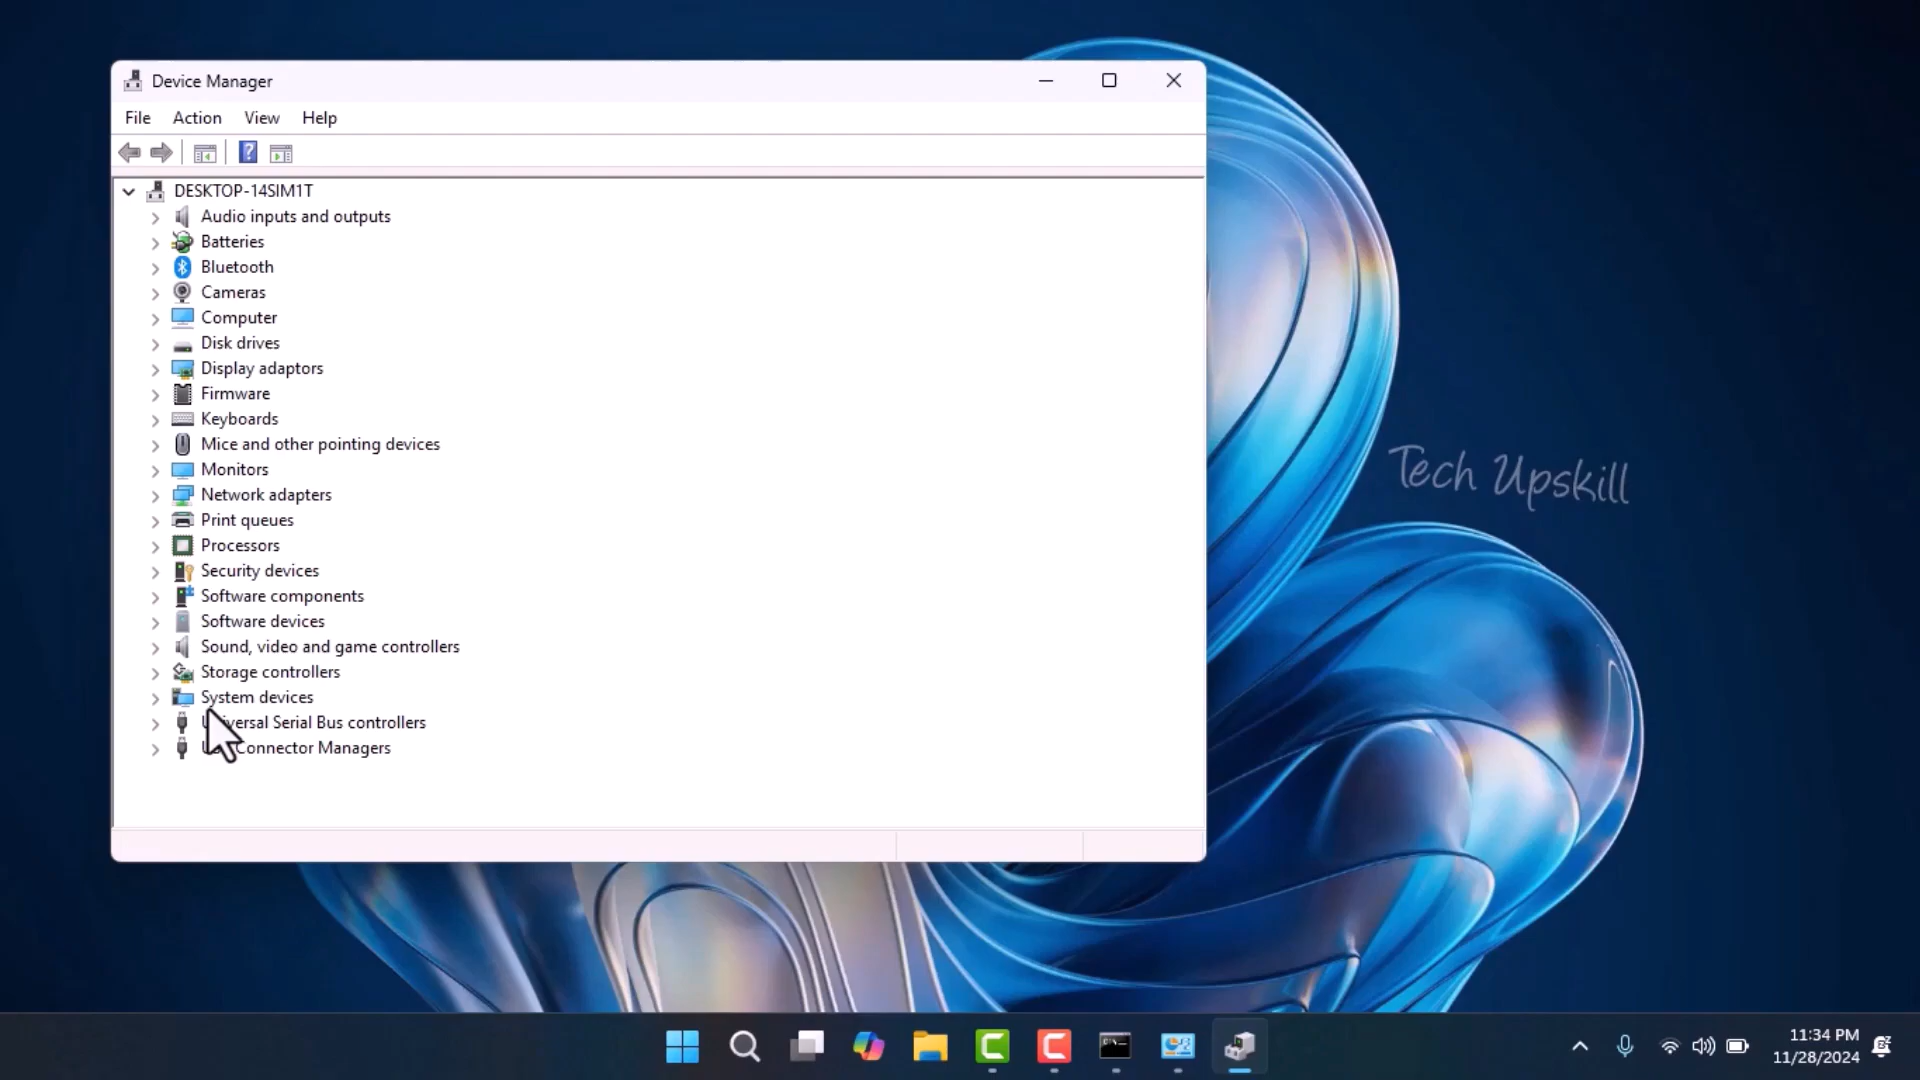 Device Manager
File Action View Help
DESKTOP-14SIM1T
Audio inputs and outputs
Batteries
Bluetooth
Cameras
Computer
Disk drives
Display adaptors
Firmware
Keyboards
Mice and other pointing devices
Monitors
Network adapters
Print queues
Processors
Security devices
Software components
Software devices
Sound, video and game controllers
Storage controllers
System devices
Universal Serial Bus controllers
Connector Managers
Tech Upskill
11:34 PM
11/28/2024